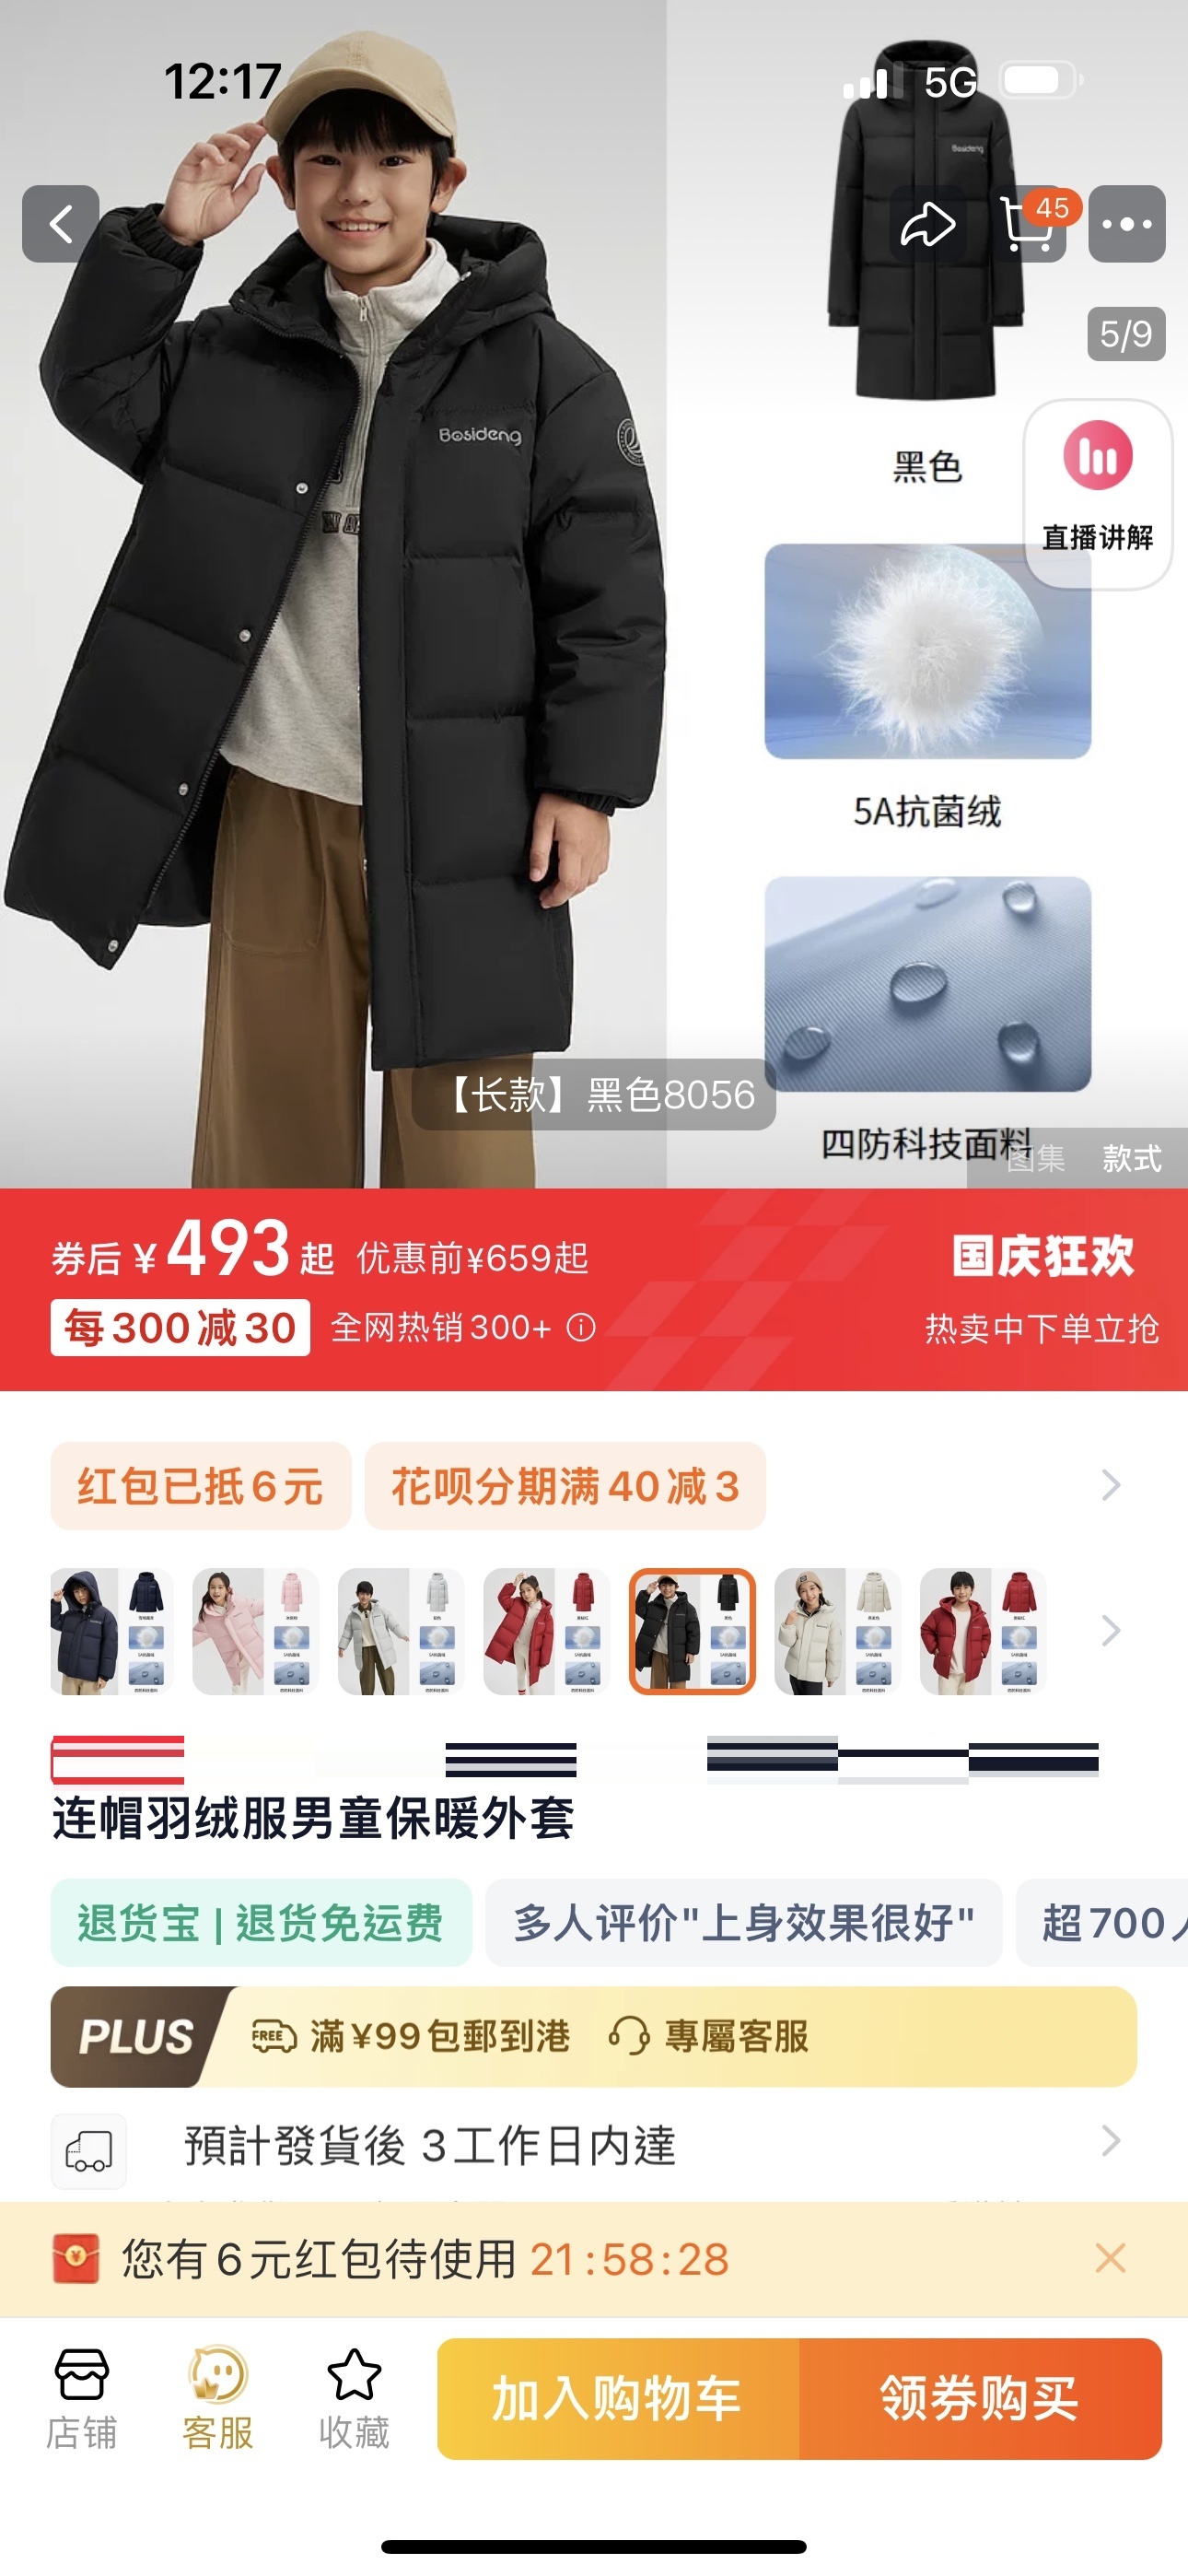 12:17
5G
Bosideng
45
5/9
Bosideng
黑色
直播讲解
5A抗菌绒
【长款】黑色8056
四防科技面料
图集 款式
券后 ¥493起 优惠前¥659起
国庆狂欢
每300减30 全网热销300+
热卖中下单立抢
红包已抵6元 花呗分期满40减3
连帽羽绒服男童保暖外套
退货宝 | 退货免运费 多人评价"上身效果很好" 超700
PLUS FREE 滿¥99包郵到港 專屬客服
預計發貨後 3工作日内達
您有6元红包待使用 21:58:28
店铺 客服 收藏 加入购物车 领券购买